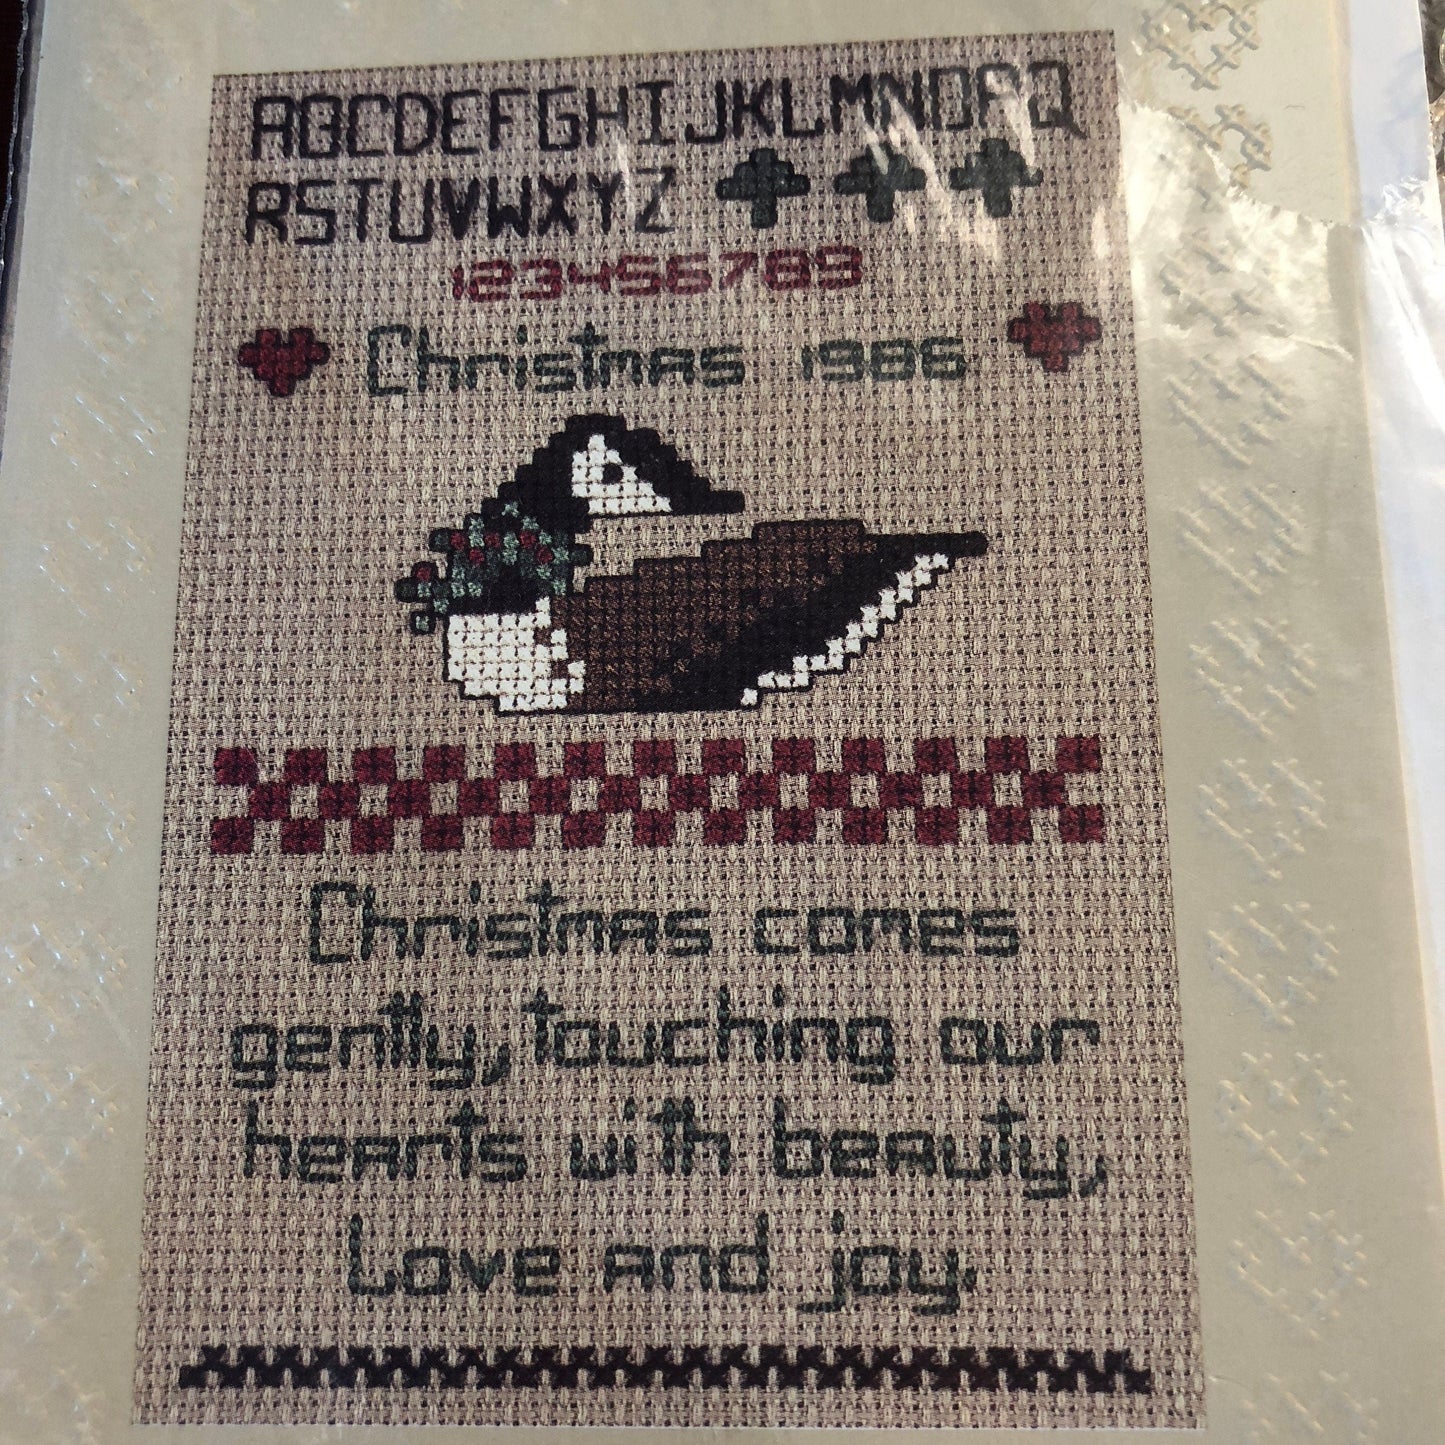 ABCDEFGHIJKLMNOPQ
RSTUVWXYZ
123456789
Christmas 1986
Christmas comes
gently, touching our
hearts with beauty,
Love and joy.